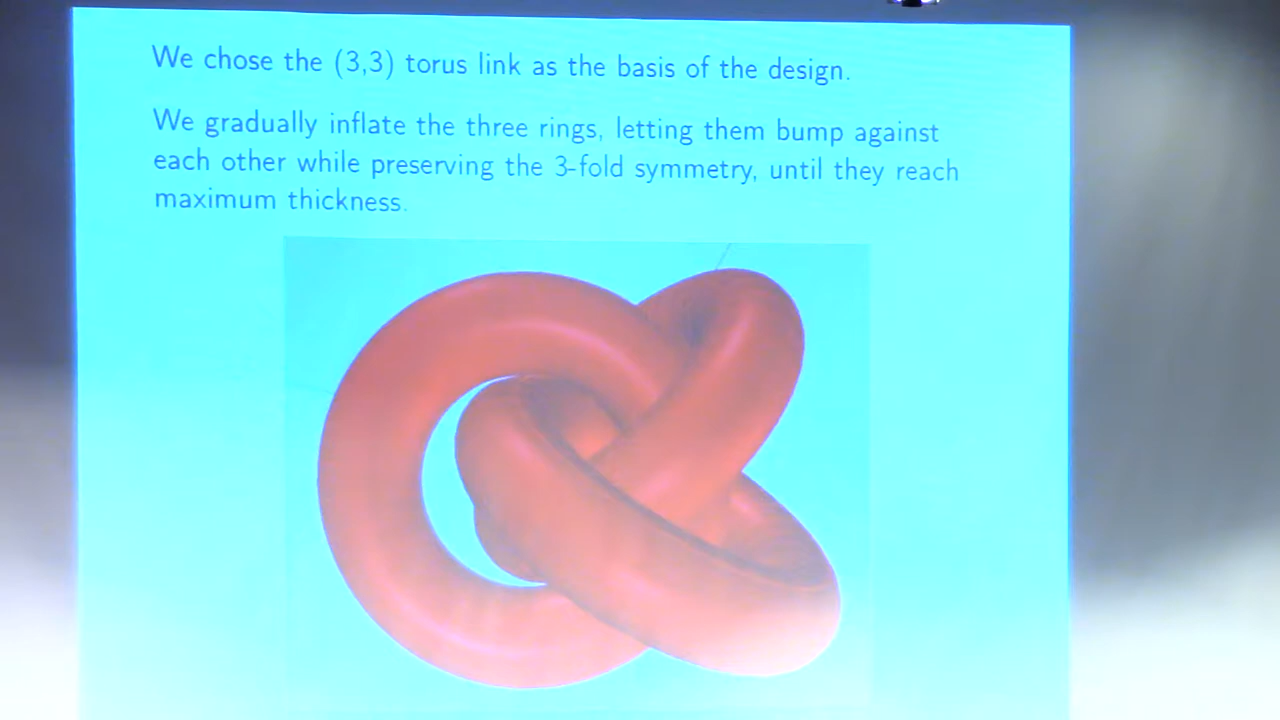 We chose the (3,3) torus link as the basis of the design.
We gradually inflate the three rings, letting them bump against
each other while preserving the 3-fold symmetry, until they reach
maximum thickness.